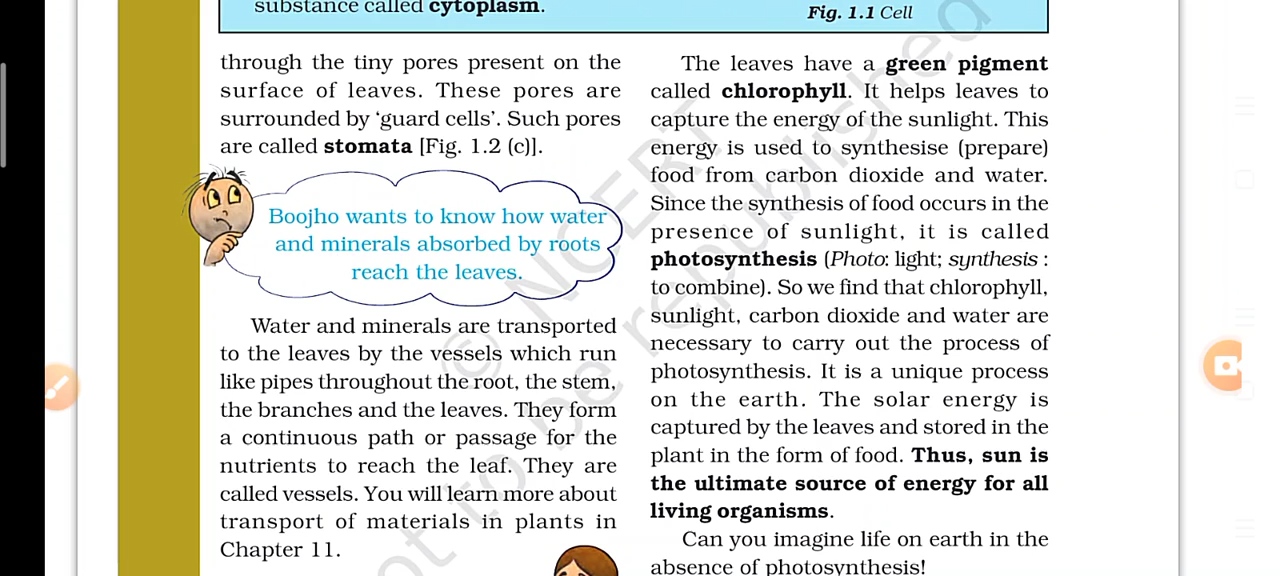 substance called cytoplasm.
Fig. 1.1 Cell
through the tiny pores present on the
surface of leaves. These pores are
surrounded by ‘guard cells’. Such pores
are called stomata [Fig. 1.2 (c)].
Boojho wants to know how water
and minerals absorbed by roots
reach the leaves.
Water and minerals are transported
to the leaves by the vessels which run
like pipes throughout the root, the stem,
the branches and the leaves. They form
a continuous path or passage for the
nutrients to reach the leaf. They are
called vessels. You will learn more about
transport of materials in plants in
Chapter 11.
The leaves have a green pigment
called chlorophyll. It helps leaves to
capture the energy of the sunlight. This
energy is used to synthesise (prepare)
food from carbon dioxide and water.
Since the synthesis of food occurs in the
presence of sunlight, it is called
photosynthesis (Photo: light; synthesis :
to combine). So we find that chlorophyll,
sunlight, carbon dioxide and water are
necessary to carry out the process of
photosynthesis. It is a unique process
on the earth. The solar energy is
captured by the leaves and stored in the
plant in the form of food. Thus, sun is
the ultimate source of energy for all
living organisms.
Can you imagine life on earth in the
absence of photosynthesis!
© NCERT
not to be republished